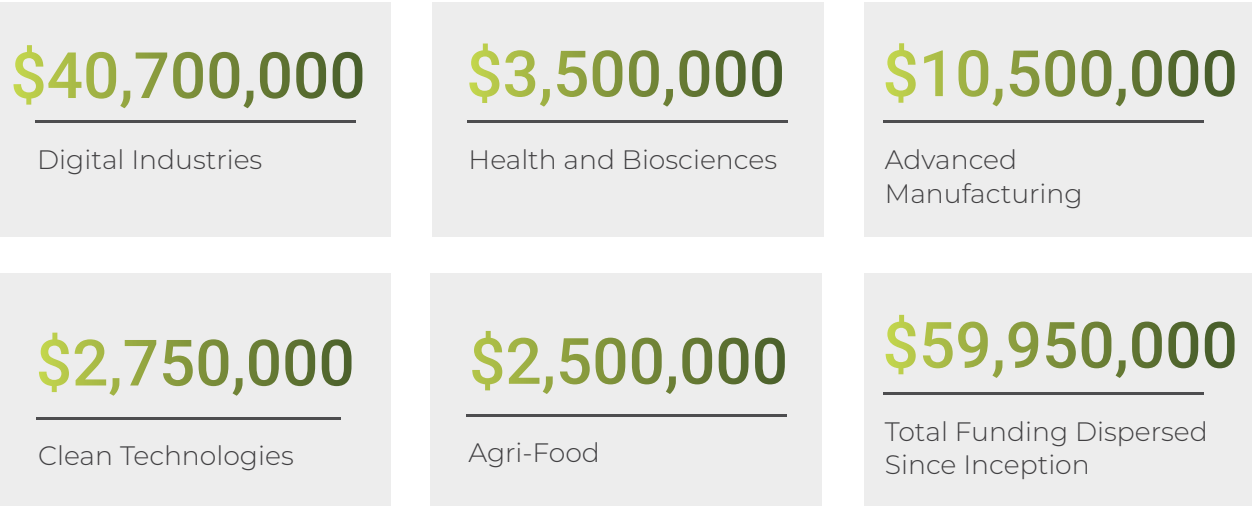 $40,700,000
Digital Industries
$3,500,000
Health and Biosciences
$10,500,000
Advanced
Manufacturing
$2,750,000
Clean Technologies
$2,500,000
Agri-Food
$59,950,000
Total Funding Dispersed
Since Inception